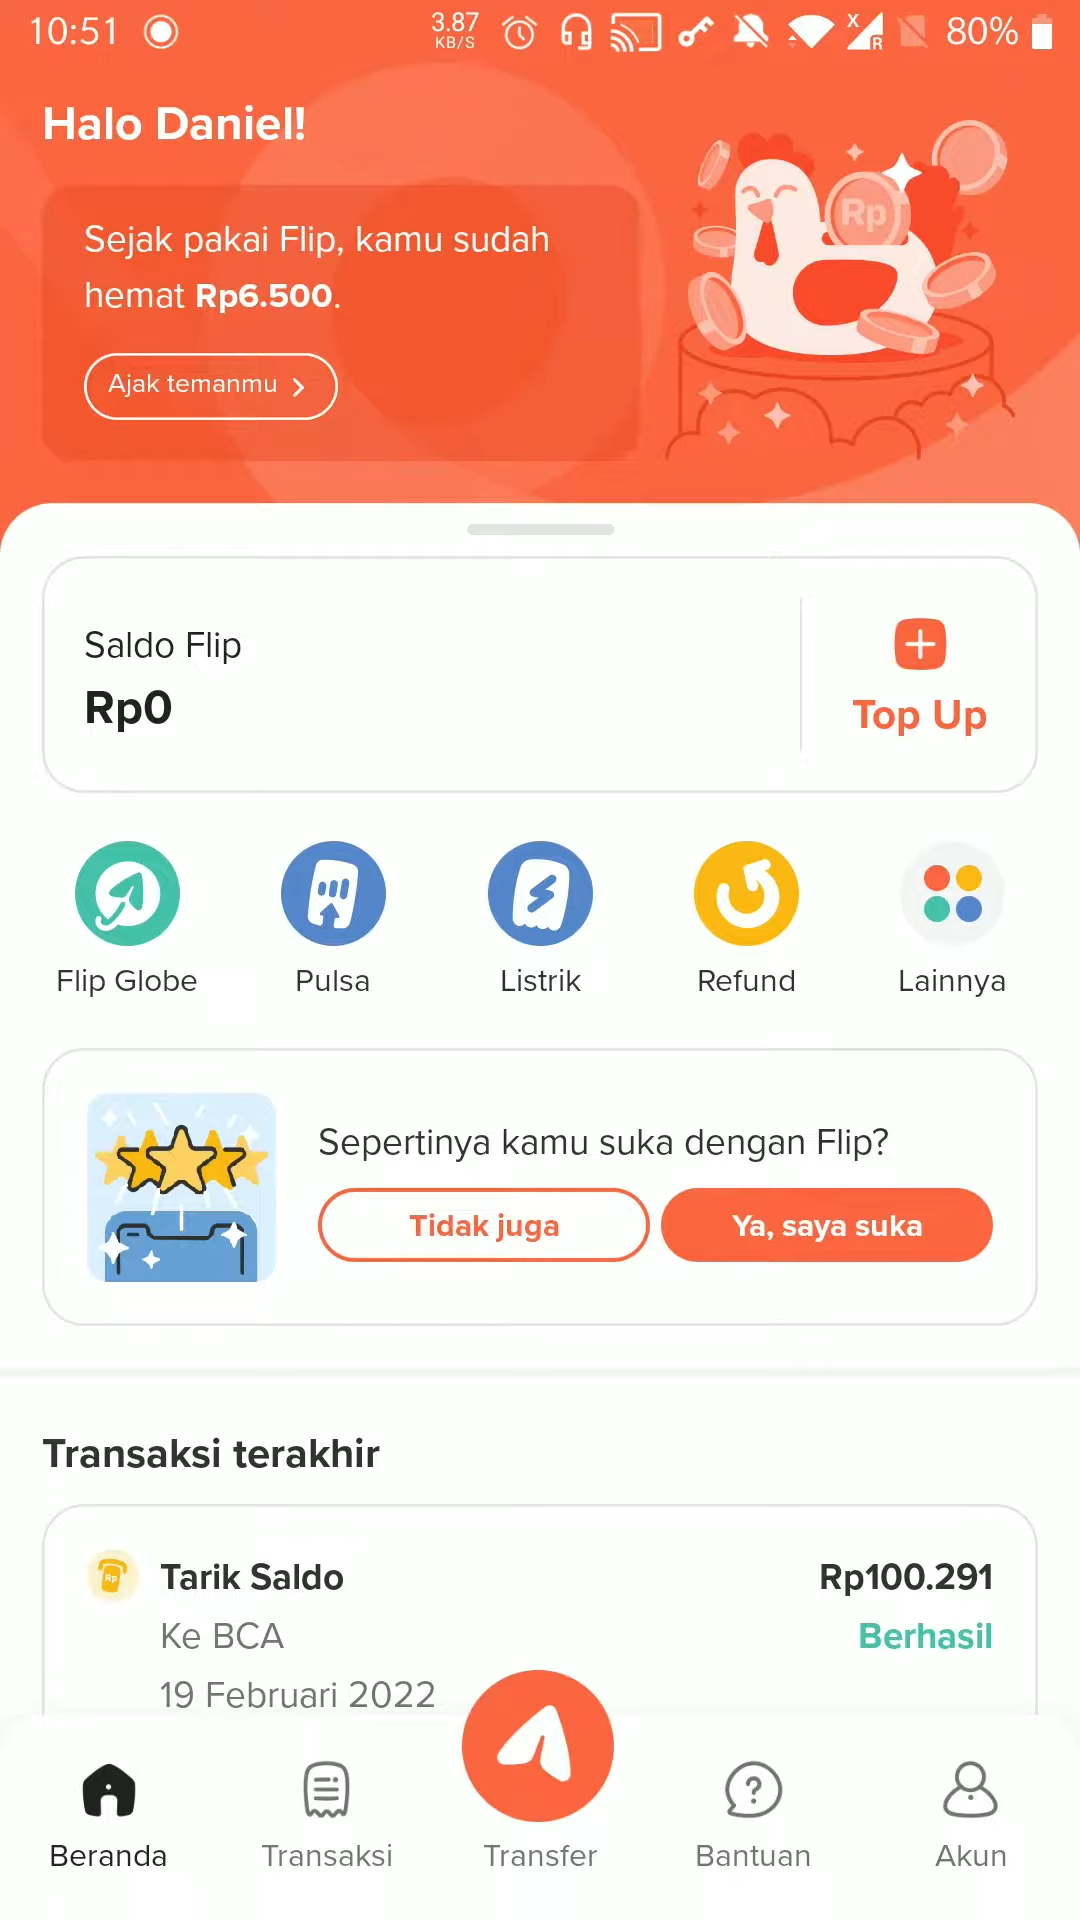 10:51
3.87
KB/S
X
R
80%
Halo Daniel!
Sejak pakai Flip, kamu sudah
hemat Rp6.500.
Ajak temanmu
Rp
Saldo Flip
Rp0
Top Up
Flip Globe
Pulsa
Listrik
Refund
Lainnya
Sepertinya kamu suka dengan Flip?
Tidak juga
Ya, saya suka
Transaksi terakhir
Rp
Tarik Saldo
Rp100.291
Ke BCA
Berhasil
19 Februari 2022
?
Beranda
Transaksi
Transfer
Bantuan
Akun